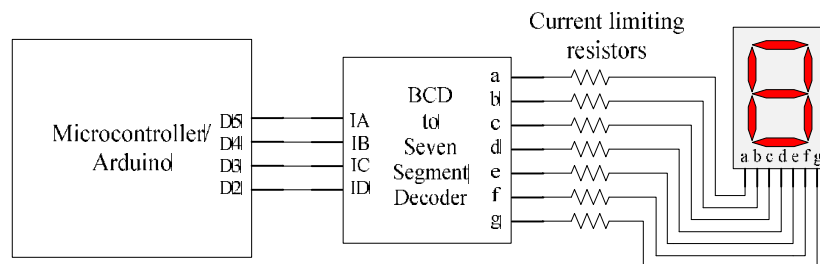 Current limiting
resistors
Microcontroller/
Arduino
D5
D4
D3
D2
IA
IB
IC
ID
BCD
to
Seven
Segment
Decoder
a
b
c
d
e
f
g
a b c d e f g